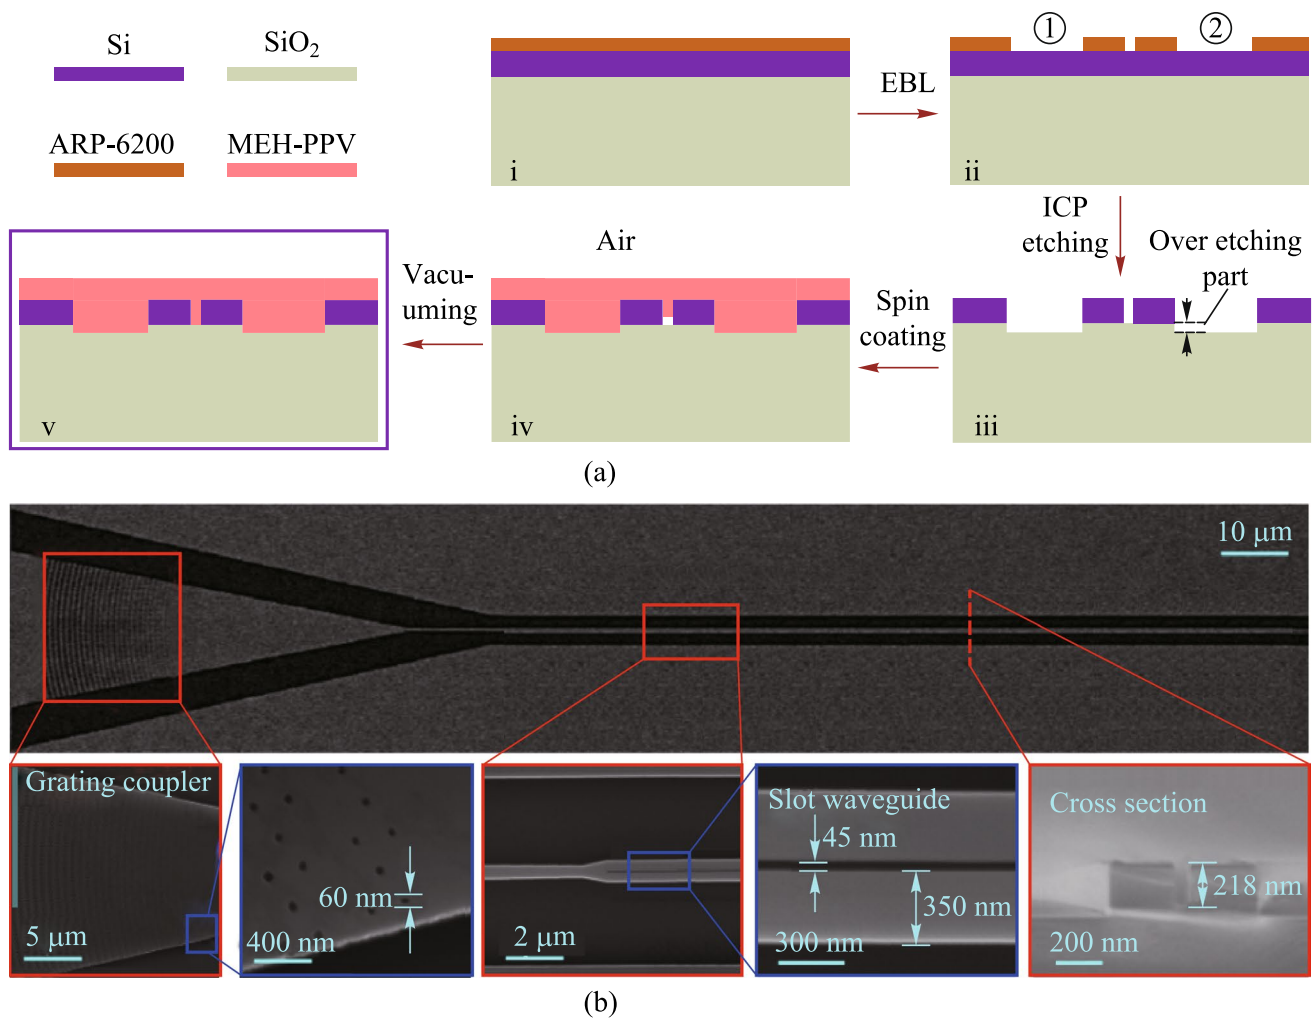 Si
SiO2
ARP-6200
MEH-PPV
i
EBL
①
②
ii
ICP
etching
Over etching
part
iii
Spin
coating
Air
iv
Vacu-
uming
v
(a)
10 μm
Grating coupler
5 μm
60 nm
400 nm
2 μm
Slot waveguide
45 nm
350 nm
300 nm
Cross section
218 nm
200 nm
(b)